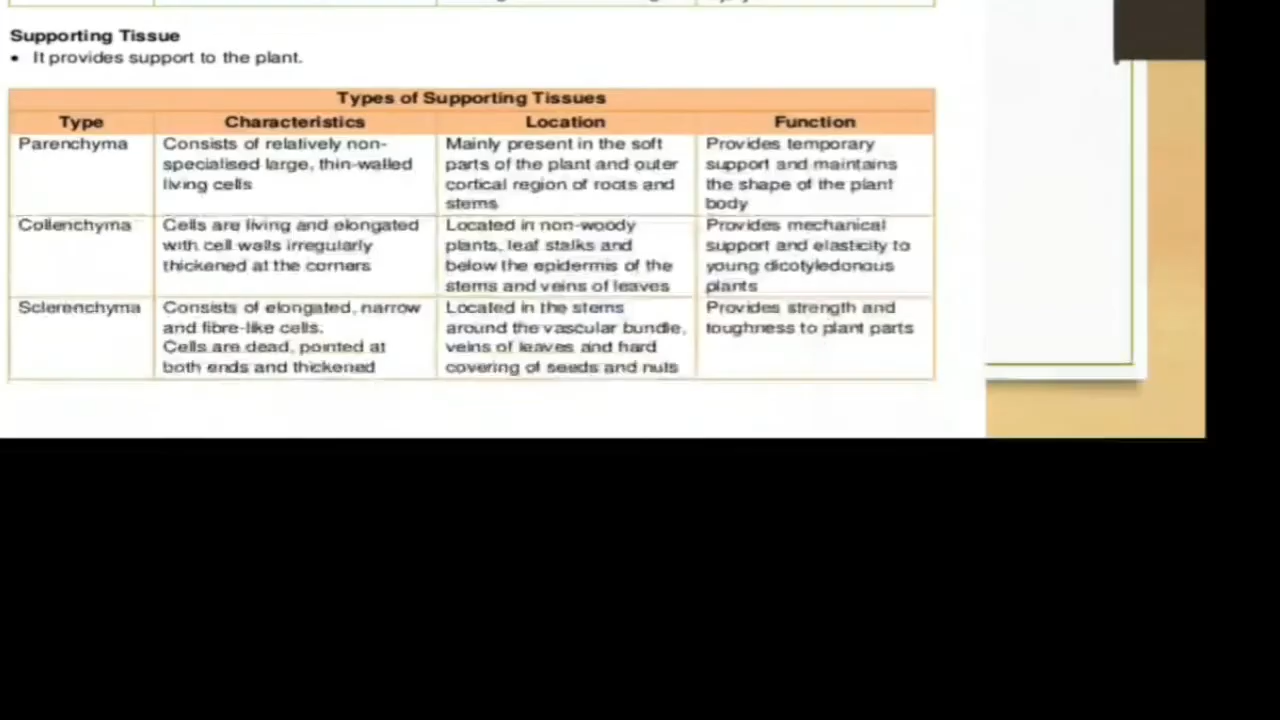 Supporting Tissue
• It provides support to the plant.
Types of Supporting Tissues
Type Characteristics Location Function
Parenchyma
Consists of relatively non-
specialised large, thin-walled
living cells
Mainly present in the soft
parts of the plant and outer
cortical region of roots and
stems
Provides temporary
support and maintains
the shape of the plant
body
Collenchyma
Cells are living and elongated
with cell walls irregularly
thickened at the corners
Located in non-woody
plants, leaf stalks and
below the epidermis of the
stems and veins of leaves
Provides mechanical
support and elasticity to
young dicotyledonous
plants
Sclerenchyma
Consists of elongated, narrow
and fibre-like cells.
Cells are dead, pointed at
both ends and thickened
Located in the stems
around the vascular bundle,
veins of leaves and hard
covering of seeds and nuts
Provides strength and
toughness to plant parts